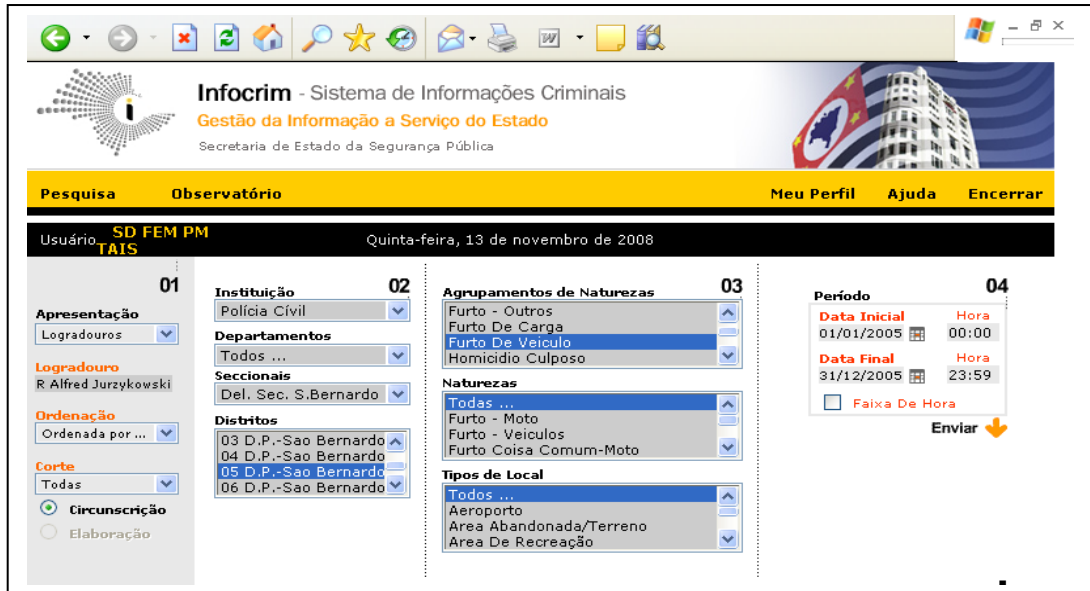 Infocrim - Sistema de Informações Criminais
Gestão da Informação a Serviço do Estado
Secretaria de Estado da Segurança Pública
Pesquisa Observatório Meu Perfil Ajuda Encerrar
Usuário SD FEM PM TAIS Quinta-feira, 13 de novembro de 2008
01
Apresentação
Logradouros
Logradouro
R Alfred Jurzykowski
Ordenação
Ordenada por ...
Corte
Todas
Circunscrição
Elaboração
02
Instituição
Polícia Cívil
Departamentos
Todos ...
Seccionais
Del. Sec. S.Bernardo
Distritos
03 D.P.-Sao Bernardo
04 D.P.-Sao Bernardo
05 D.P.-Sao Bernardo
06 D.P.-Sao Bernardo
03
Agrupamentos de Naturezas
Furto - Outros
Furto De Carga
Furto De Veiculo
Homicidio Culposo
Naturezas
Todas ...
Furto - Moto
Furto - Veiculos
Furto Coisa Comum-Moto
Tipos de Local
Todos ...
Aeroporto
Area Abandonada/Terreno
Area De Recreação
04
Período
Data Inicial Hora
01/01/2005 00:00
Data Final Hora
31/12/2005 23:59
Faixa De Hora
Enviar